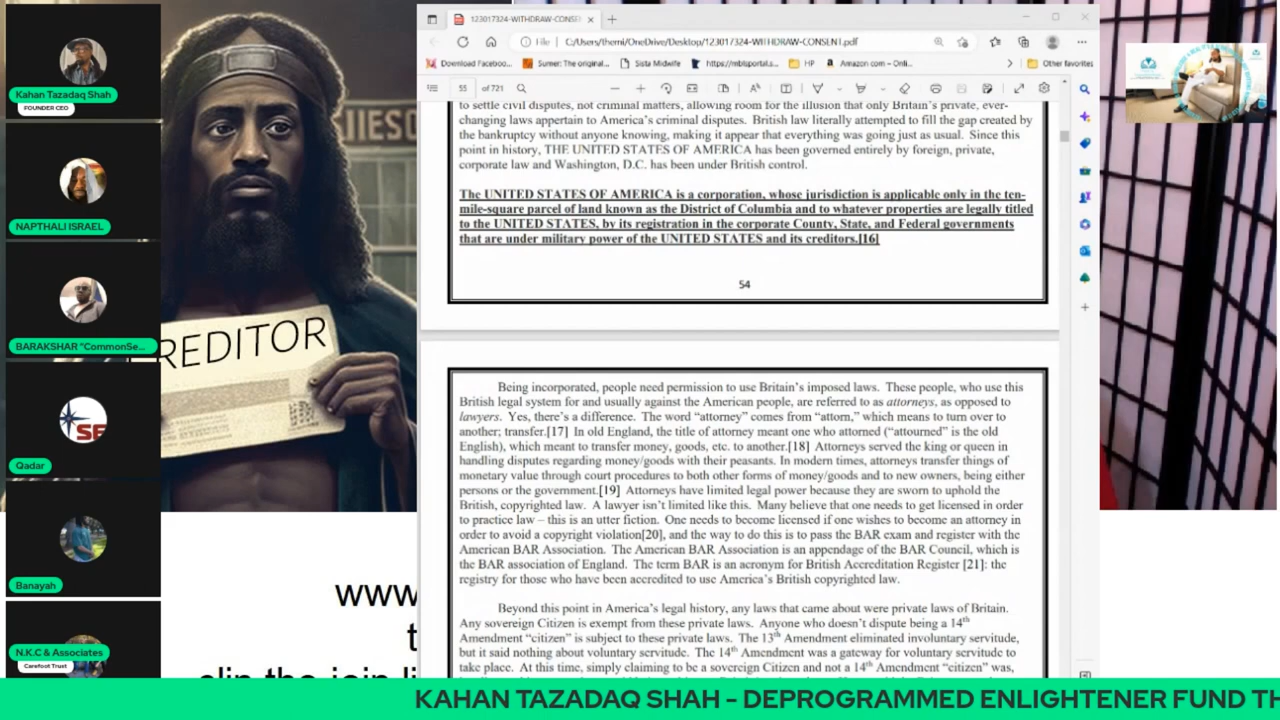 Kahan Tazadaq Shah
FOUNDER CEO
NAPTHALI ISRAEL
BARAKSHAR "CommonSe...
Qadar
Banayah
N.K.C & Associates
Carefoot Trust
SF
REDITOR
www
123017324-WITHDRAW-CONSE
File
C:/Users/themi/OneDrive/Desktop/123017324-WITHDRAW-CONSENT.pdf
Download Faceboo...
Sumer: The original...
Sista Midwife
https://mblsportal.s...
HP
Amazon.com – Onli...
Other favorites
55 of 721
to settle civil disputes, not criminal matters, allowing room for the illusion that only Britain's private, ever-
changing laws appertain to America's criminal disputes. British law literally attempted to fill the gap created by
the bankruptcy without anyone knowing, making it appear that everything was going just as usual. Since this
point in history, THE UNITED STATES OF AMERICA has been governed entirely by foreign, private,
corporate law and Washington, D.C. has been under British control.
The UNITED STATES OF AMERICA is a corporation, whose jurisdiction is applicable only in the ten-
mile-square parcel of land known as the District of Columbia and to whatever properties are legally titled
to the UNITED STATES, by its registration in the corporate County, State, and Federal governments
that are under military power of the UNITED STATES and its creditors.[16]
54
Being incorporated, people need permission to use Britain's imposed laws. These people, who use this
British legal system for and usually against the American people, are referred to as attorneys, as opposed to
lawyers. Yes, there's a difference. The word "attorney" comes from "attorn," which means to turn over to
another; transfer.[17] In old England, the title of attorney meant one who attorned ("attourned" is the old
English), which meant to transfer money, goods, etc. to another.[18] Attorneys served the king or queen in
handling disputes regarding money/goods with their peasants. In modern times, attorneys transfer things of
monetary value through court procedures to both other forms of money/goods and to new owners, being either
persons or the government.[19] Attorneys have limited legal power because they are sworn to uphold the
British, copyrighted law. A lawyer isn't limited like this. Many believe that one needs to get licensed in order
to practice law – this is an utter fiction. One needs to become licensed if one wishes to become an attorney in
order to avoid a copyright violation[20], and the way to do this is to pass the BAR exam and register with the
American BAR Association. The American BAR Association is an appendage of the BAR Council, which is
the BAR association of England. The term BAR is an acronym for British Accreditation Register [21]: the
registry for those who have been accredited to use America's British copyrighted law.
Beyond this point in America's legal history, any laws that came about were private laws of Britain.
Any sovereign Citizen is exempt from these private laws. Anyone who doesn't dispute being a 14th
Amendment "citizen" is subject to these private laws. The 13th Amendment eliminated involuntary servitude,
but it said nothing about voluntary servitude. The 14th Amendment was a gateway for voluntary servitude to
take place. At this time, simply claiming to be a sovereign Citizen and not a 14th Amendment "citizen" was,
KAHAN TAZADAQ SHAH - DEPROGRAMMED ENLIGHTENER FUND TH